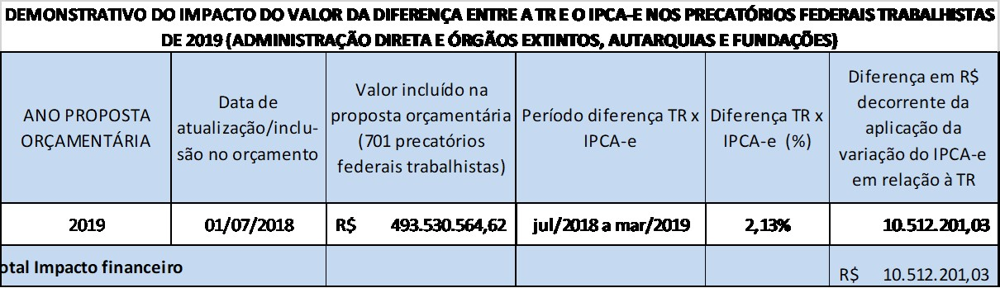 DEMONSTRATIVO DO IMPACTO DO VALOR DA DIFERENÇA ENTRE A TR E O IPCA-E NOS PRECATÓRIOS FEDERAIS TRABALHISTAS
DE 2019 (ADMINISTRAÇÃO DIRETA E ÓRGÃOS EXTINTOS, AUTARQUIAS E FUNDAÇÕES)
ANO PROPOSTA
ORÇAMENTÁRIA
Data de
atualização/inclu-
são no orçamento
Valor incluído na
proposta orçamentária
(701 precatórios
federais trabalhistas)
Período diferença TR x
IPCA-e
Diferença TR x
IPCA-e (%)
Diferença em R$
decorrente da
aplicação da
variação do IPCA-e
em relação à TR
2019
01/07/2018
R$ 493.530.564,62
jul/2018 a mar/2019
2,13%
10.512.201,03
otal Impacto financeiro
R$ 10.512.201,03